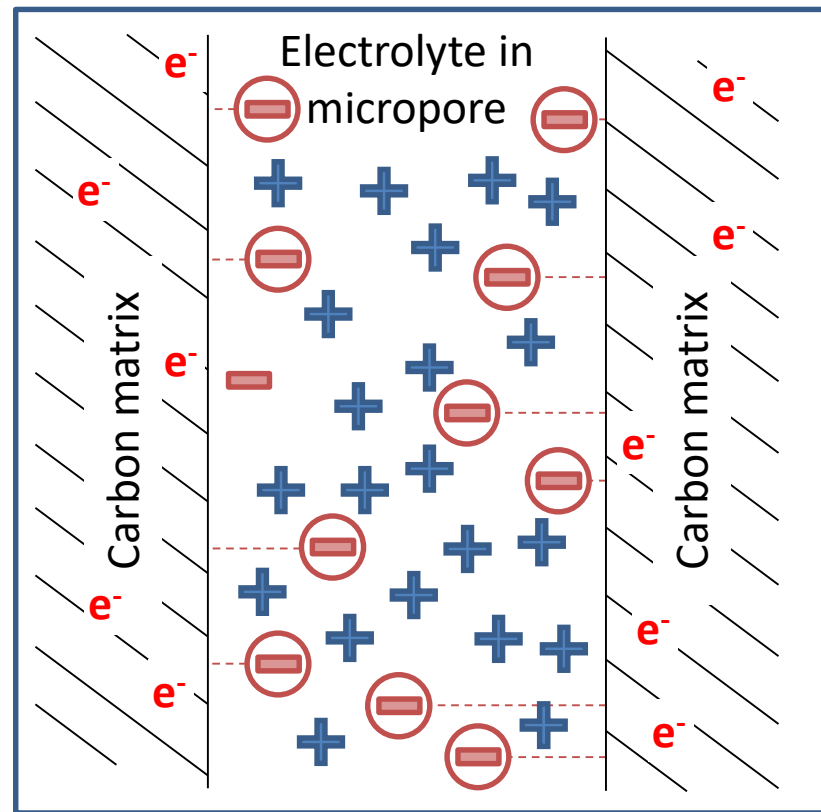 Electrolyte in
micropore
Carbon matrix
Carbon matrix
e-
e-
e-
e-
e-
e-
e-
e-
e-
e-